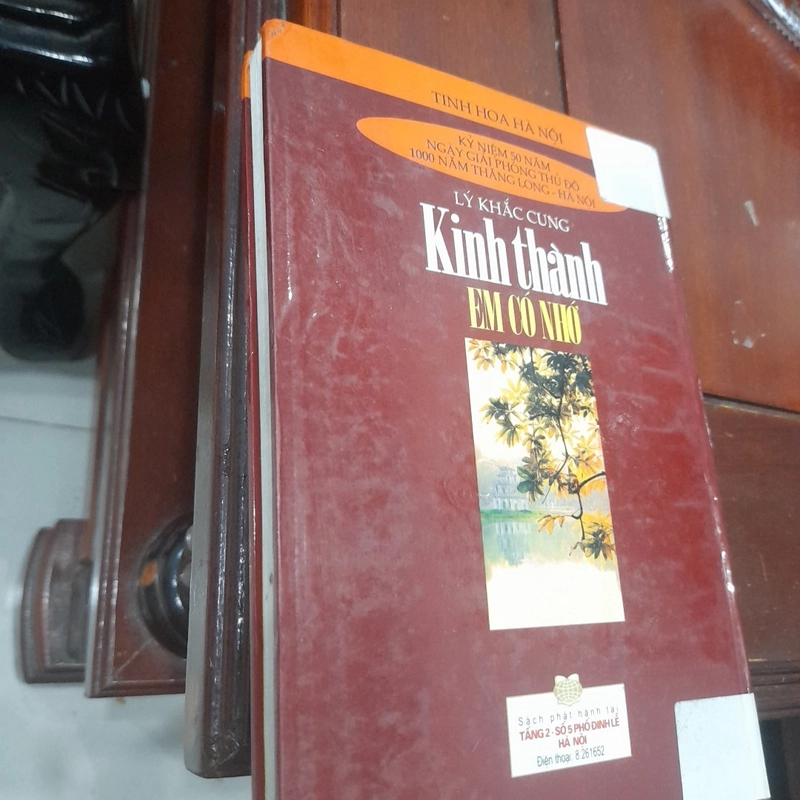 TINH HOA HÀ NỘI
KỶ NIỆM 50 NĂM
NGÀY GIẢI PHÓNG THỦ ĐÔ
1000 NĂM THĂNG LONG - HÀ NỘI
LÝ KHẮC CUNG
Kinh thành
EM CÓ NHỚ
Sách phát hành tại
TẦNG 2 - SỐ 5 PHỐ ĐINH LỄ
HÀ NỘI
Điện thoại: 8.261652